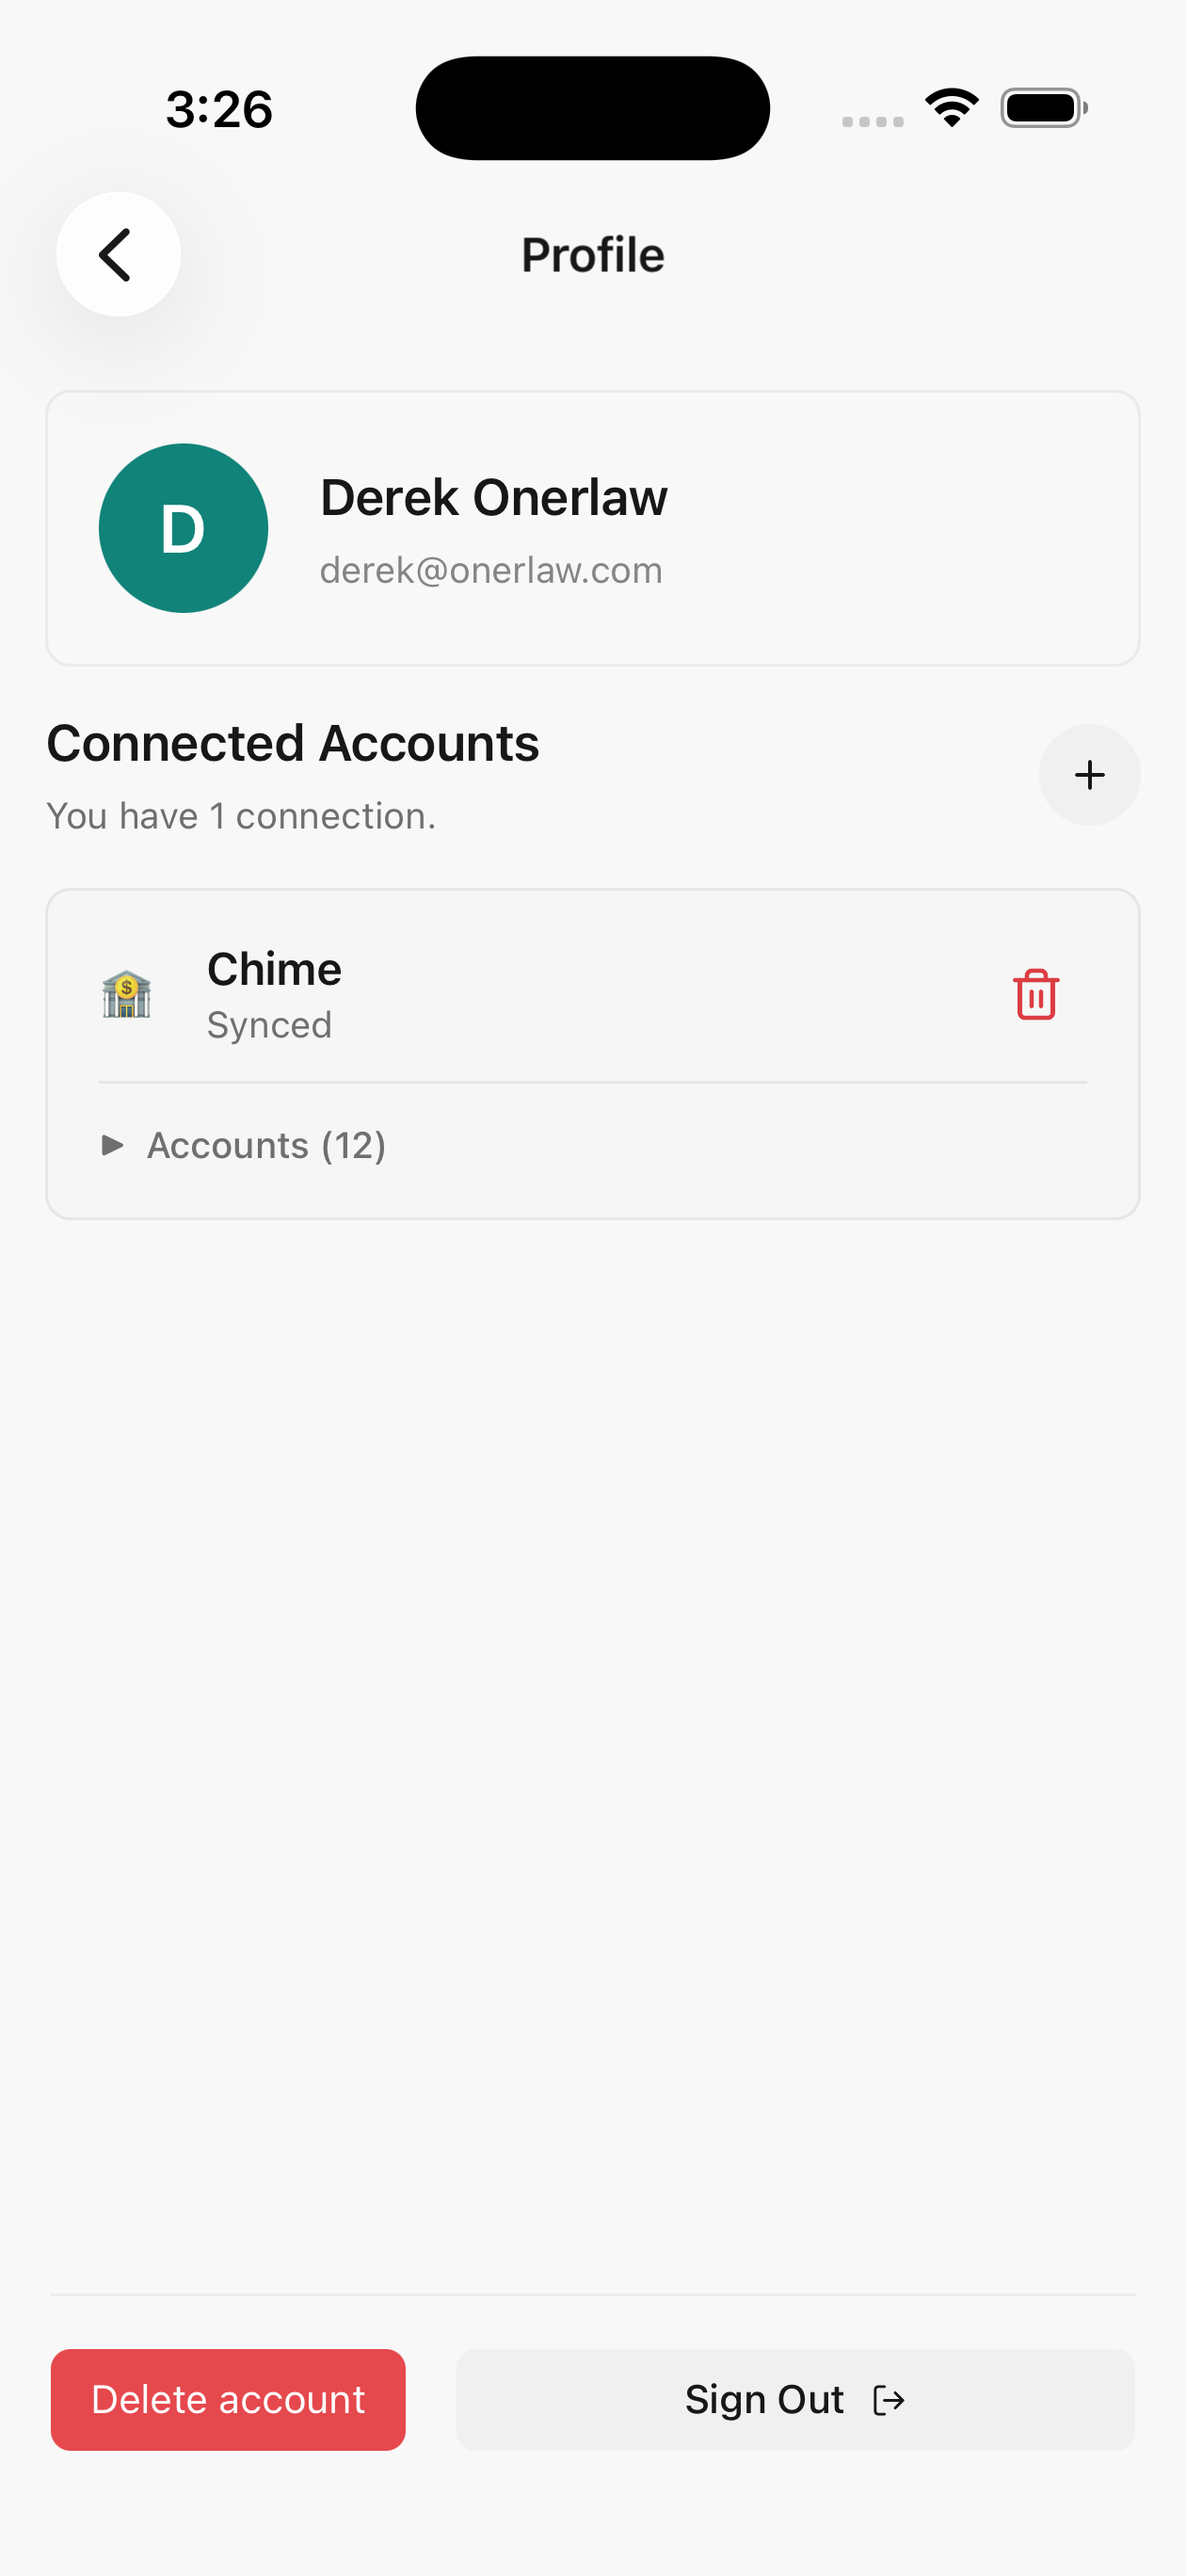 3:26
Profile
D
Derek Onerlaw
derek@onerlaw.com
Connected Accounts
You have 1 connection.
Chime
Synced
Accounts (12)
Delete account
Sign Out